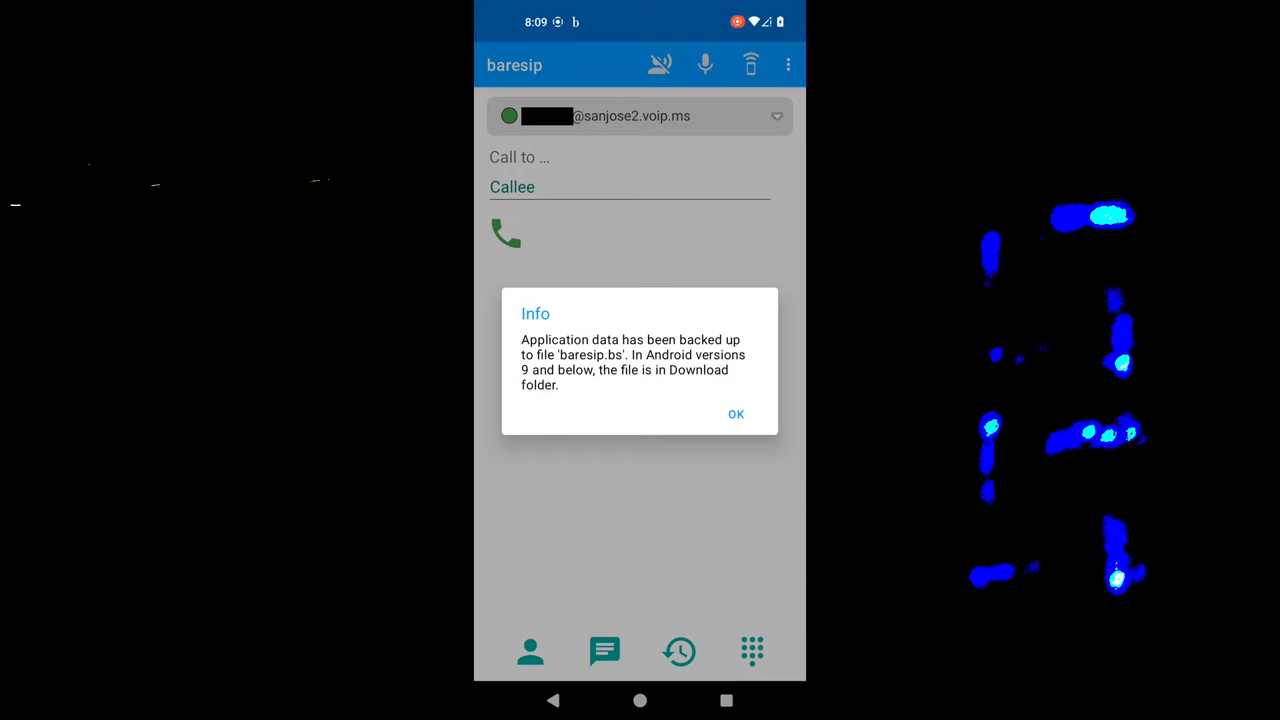 8:09 b
baresip
@sanjose2.voip.ms
Call to ...
Callee
Info
Application data has been backed up
to file 'baresip.bs'. In Android versions
9 and below, the file is in Download
folder.
OK